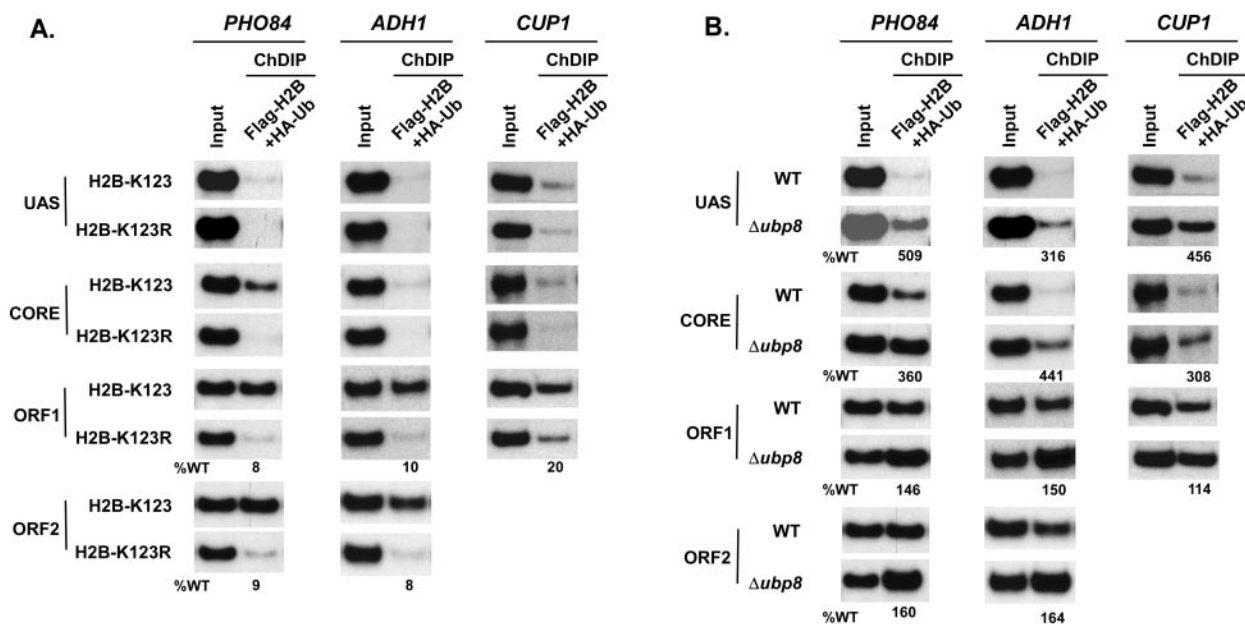 A.
PHO84 ADH1 CUP1
ChDIP ChDIP ChDIP
Input Flag-H2B +HA-Ub Input Flag-H2B +HA-Ub Input Flag-H2B +HA-Ub
UAS
H2B-K123
H2B-K123R
CORE
H2B-K123
H2B-K123R
ORF1
H2B-K123
H2B-K123R
%WT 8 10 20
ORF2
H2B-K123
H2B-K123R
%WT 9 8
B.
PHO84 ADH1 CUP1
ChDIP ChDIP ChDIP
Input Flag-H2B +HA-Ub Input Flag-H2B +HA-Ub Input Flag-H2B +HA-Ub
UAS
WT
Δubp8
%WT 509 316 456
CORE
WT
Δubp8
%WT 360 441 308
ORF1
WT
Δubp8
%WT 146 150 114
ORF2
WT
Δubp8
%WT 160 164